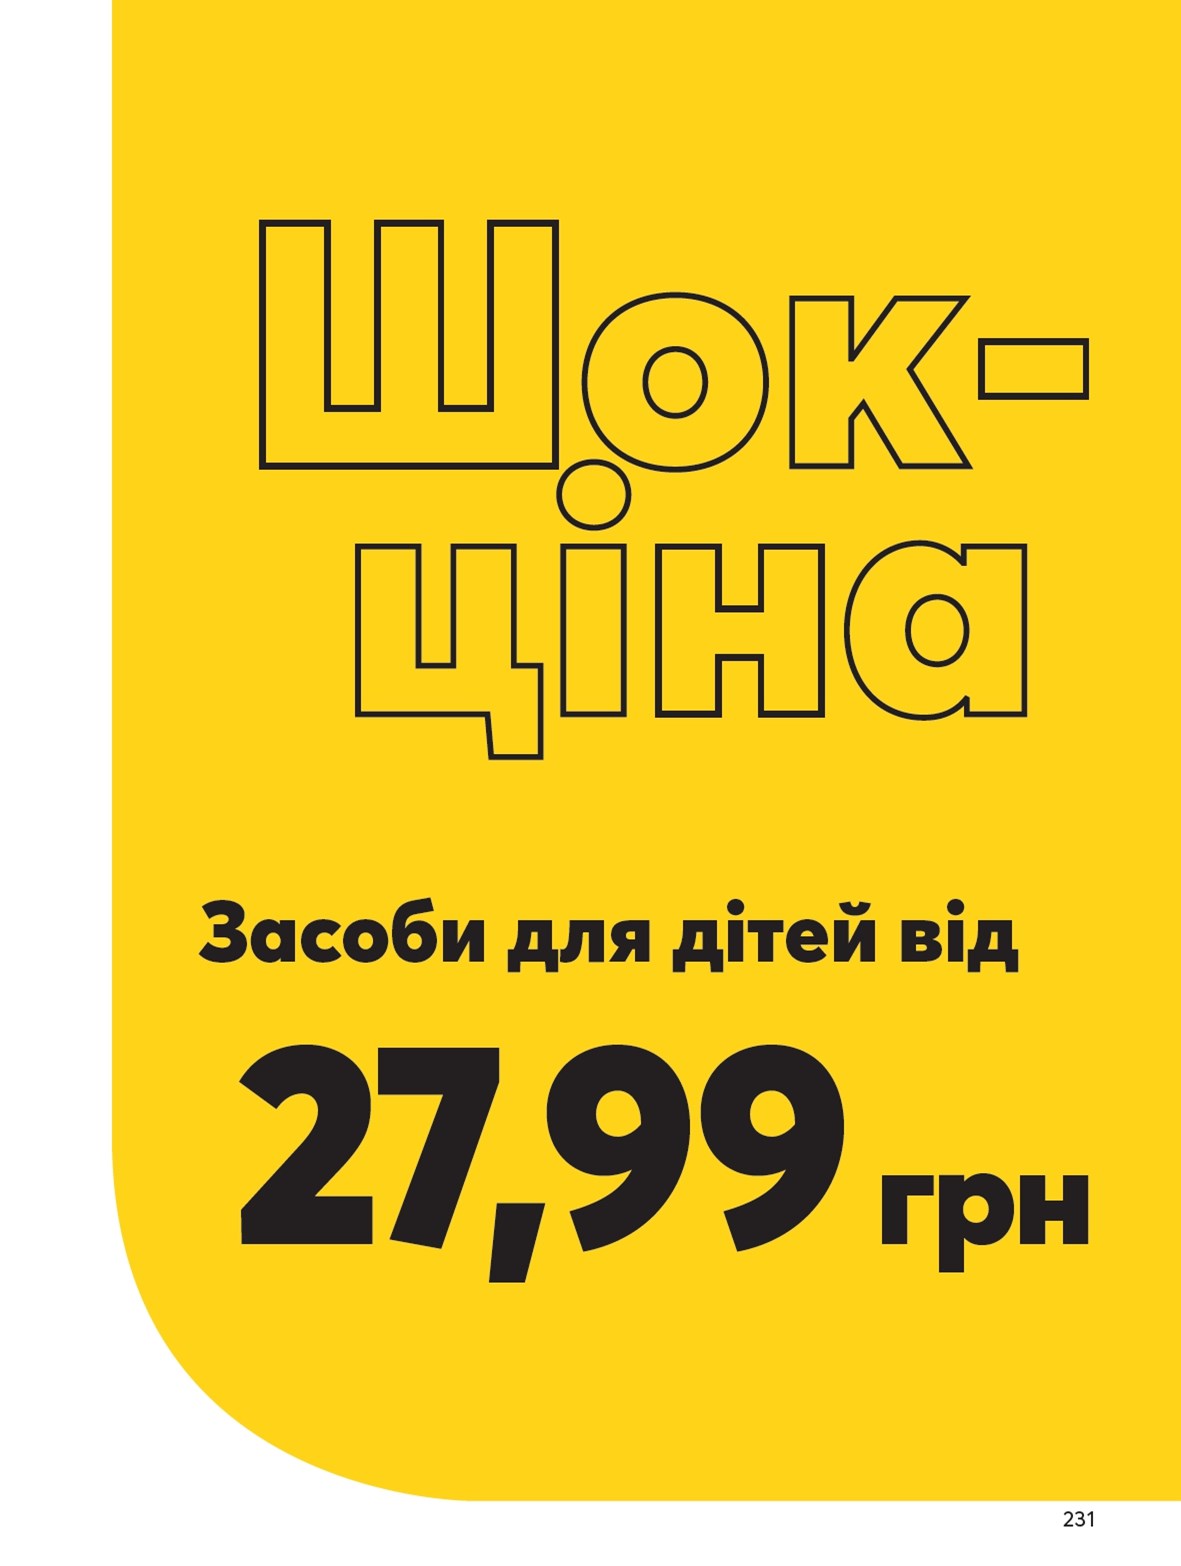 Шок-
ціна
Засоби для дітей від
27,99 грн
231